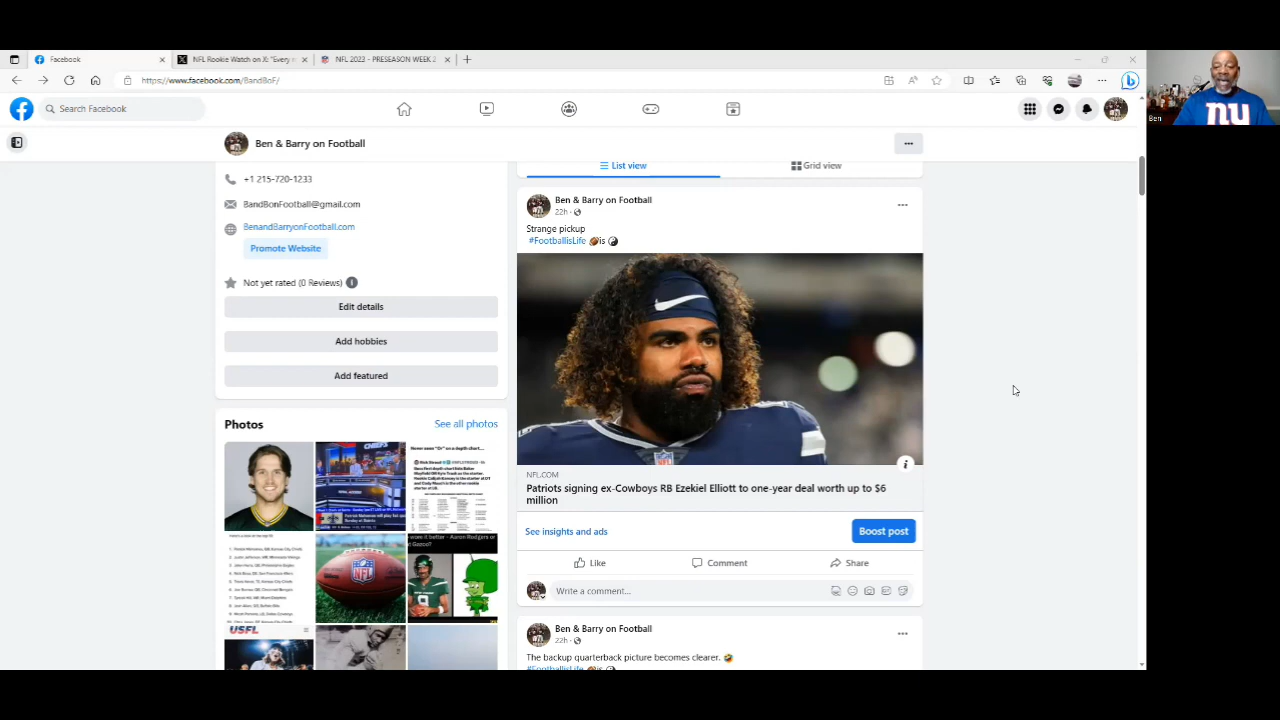 Facebook
NFL Rookie Watch on X: "Every
NFL 2023 - PRESEASON WEEK 2
https://www.facebook.com/BandBoF/
Search Facebook
ny
Ben
Ben & Barry on Football
List view
Grid view
+1 215-720-1233
BandBonFootball@gmail.com
BenandBarryonFootball.com
Promote Website
Not yet rated (0 Reviews)
Edit details
Add hobbies
Add featured
Photos
See all photos
USFL
Ben & Barry on Football
22h
Strange pickup
#FootballisLife 🏈is ☯
NFL.COM
Patriots signing ex-Cowboys RB Ezekiel Elliott to one-year deal worth up to $6
million
See insights and ads
Boost post
Like
Comment
Share
Write a comment...
Ben & Barry on Football
22h
The backup quarterback picture becomes clearer. 🤣
#FootballisLife 🏈is